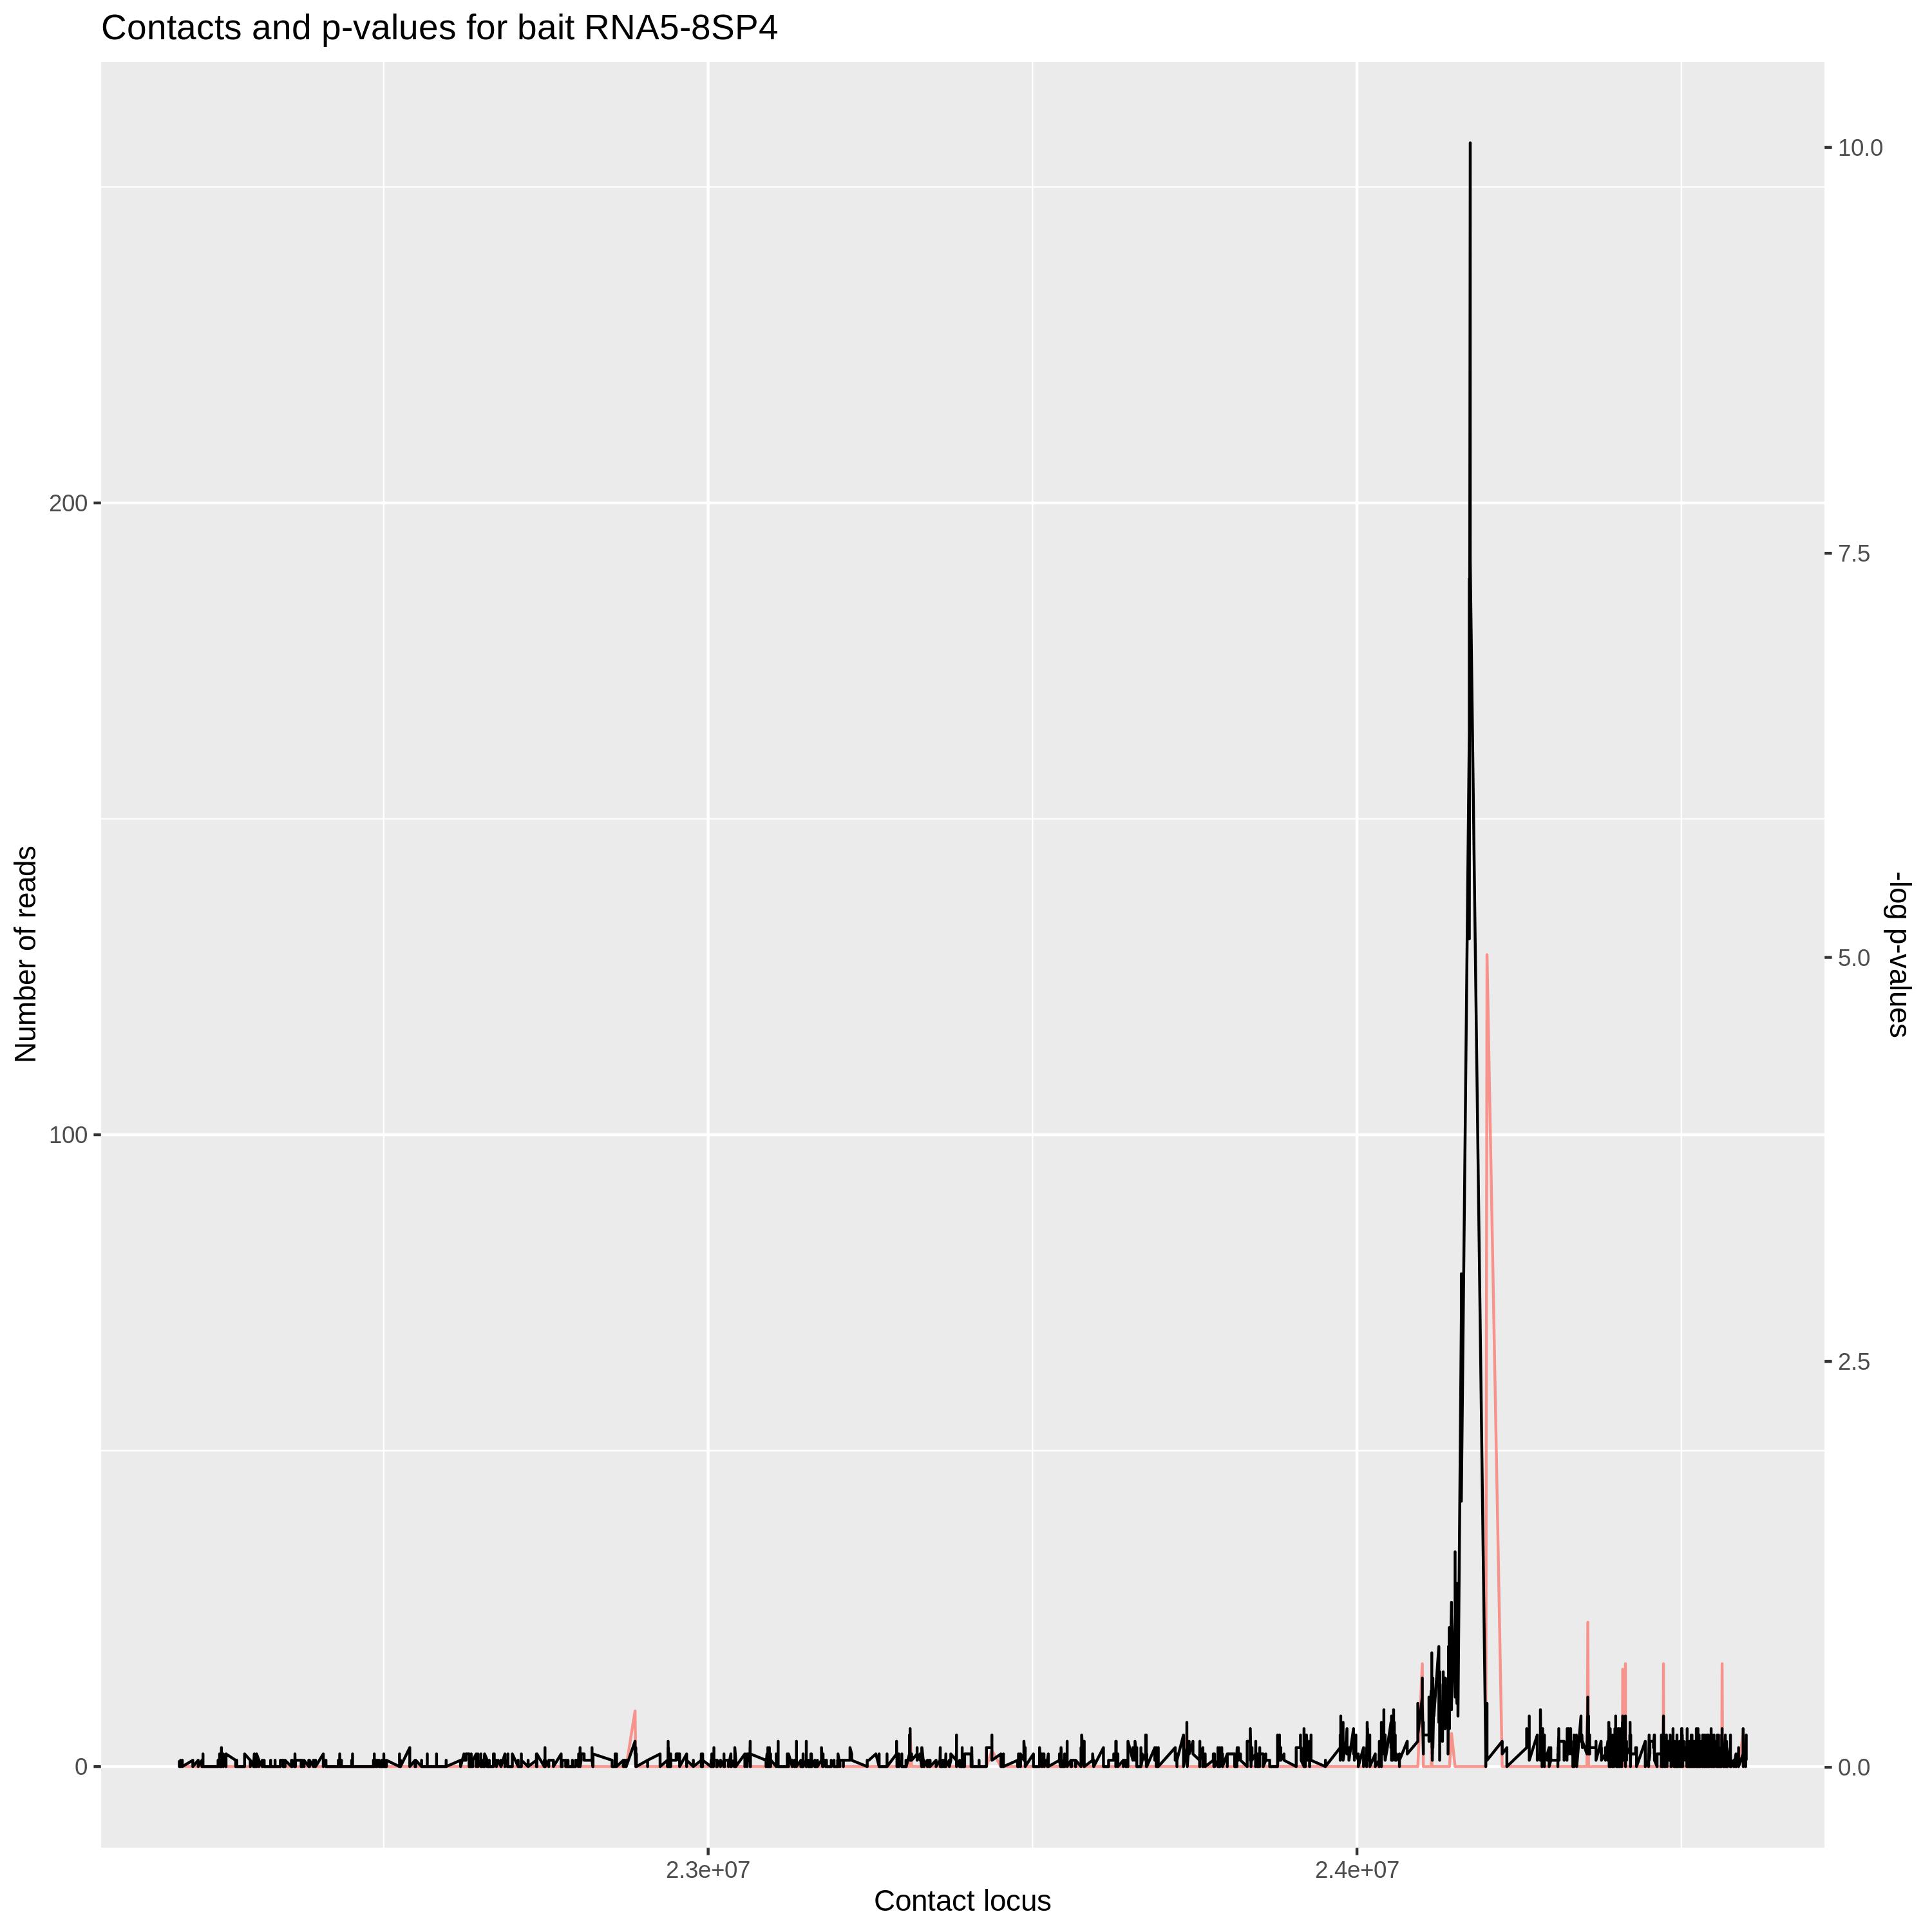 Contacts and p-values for bait RNA5-8SP4
200
100
0
Number of reads
10.0
7.5
5.0
2.5
0.0
-log p-values
2.3e+07
2.4e+07
Contact locus